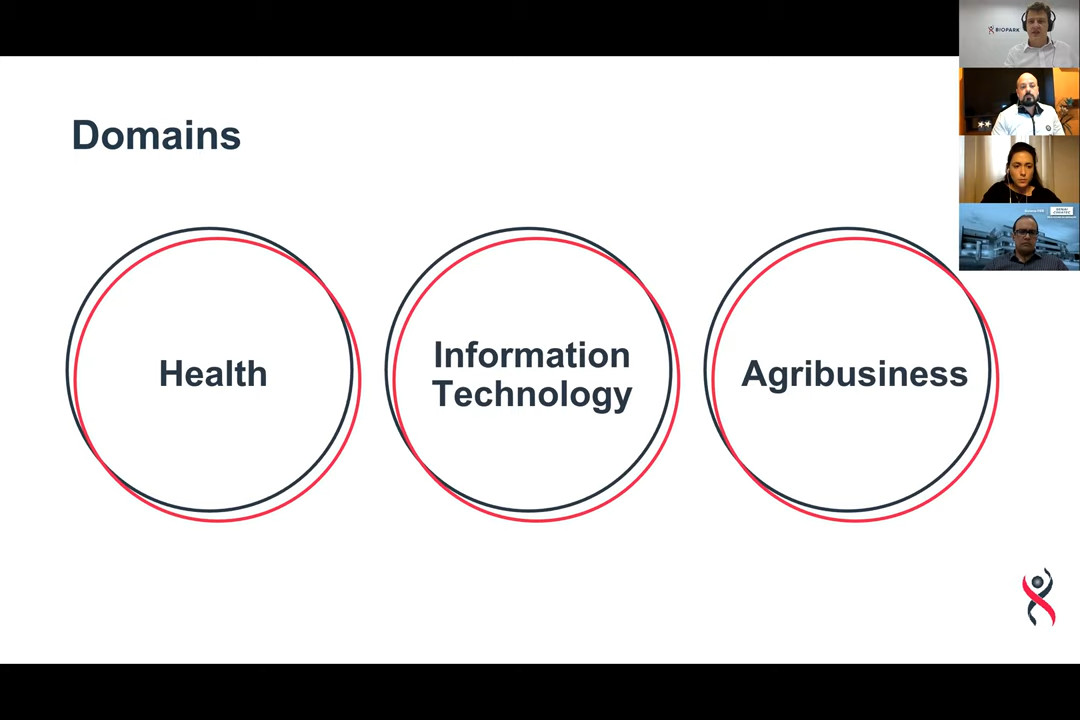 Domains
Health
Information
Technology
Agribusiness
BIOPARK